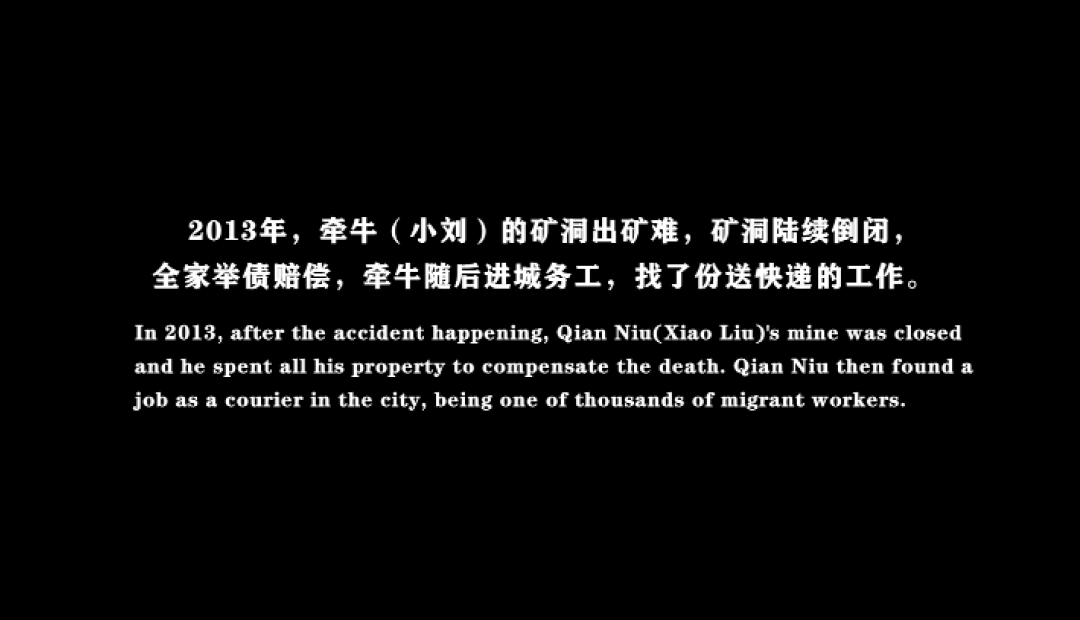 2013年，牵牛（小刘）的矿洞出矿难，矿洞陆续倒闭，
全家举债赔偿，牵牛随后进城务工，找了份送快递的工作。
In 2013, after the accident happening, Qian Niu(Xiao Liu)'s mine was closed
and he spent all his property to compensate the death. Qian Niu then found a
job as a courier in the city, being one of thousands of migrant workers.